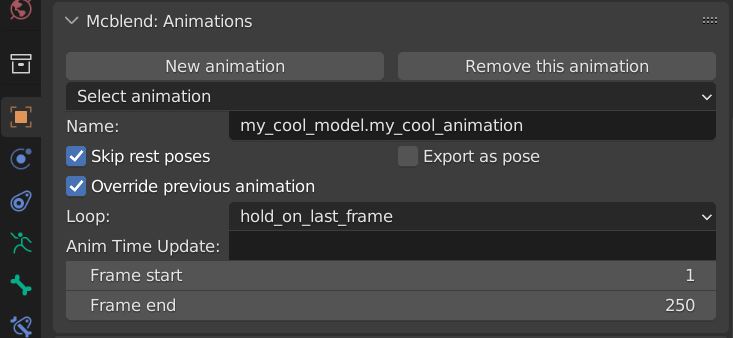 Mcblend: Animations
New animation Remove this animation
Select animation
Name: my_cool_model.my_cool_animation
Skip rest poses Export as pose
Override previous animation
Loop: hold_on_last_frame
Anim Time Update:
Frame start 1
Frame end 250